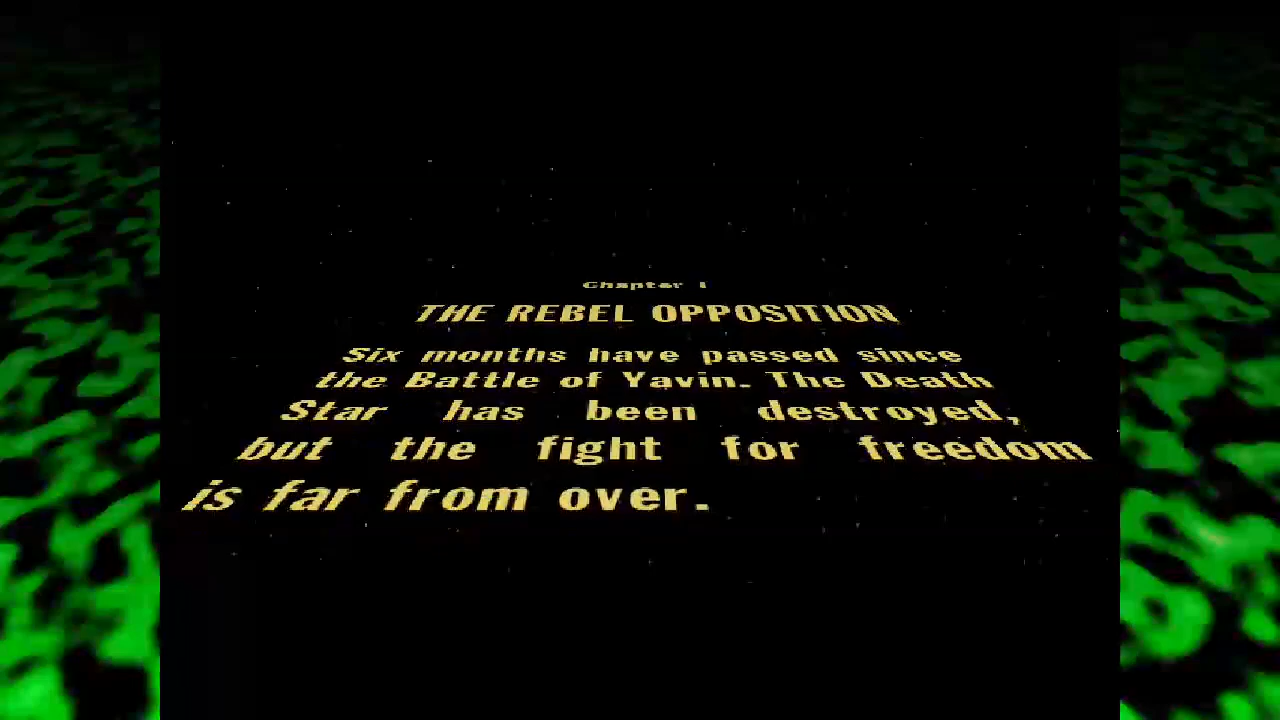 Chapter I
THE REBEL OPPOSITION
Six months have passed since
the Battle of Yavin. The Death
Star has been destroyed,
but the fight for freedom
is far from over.